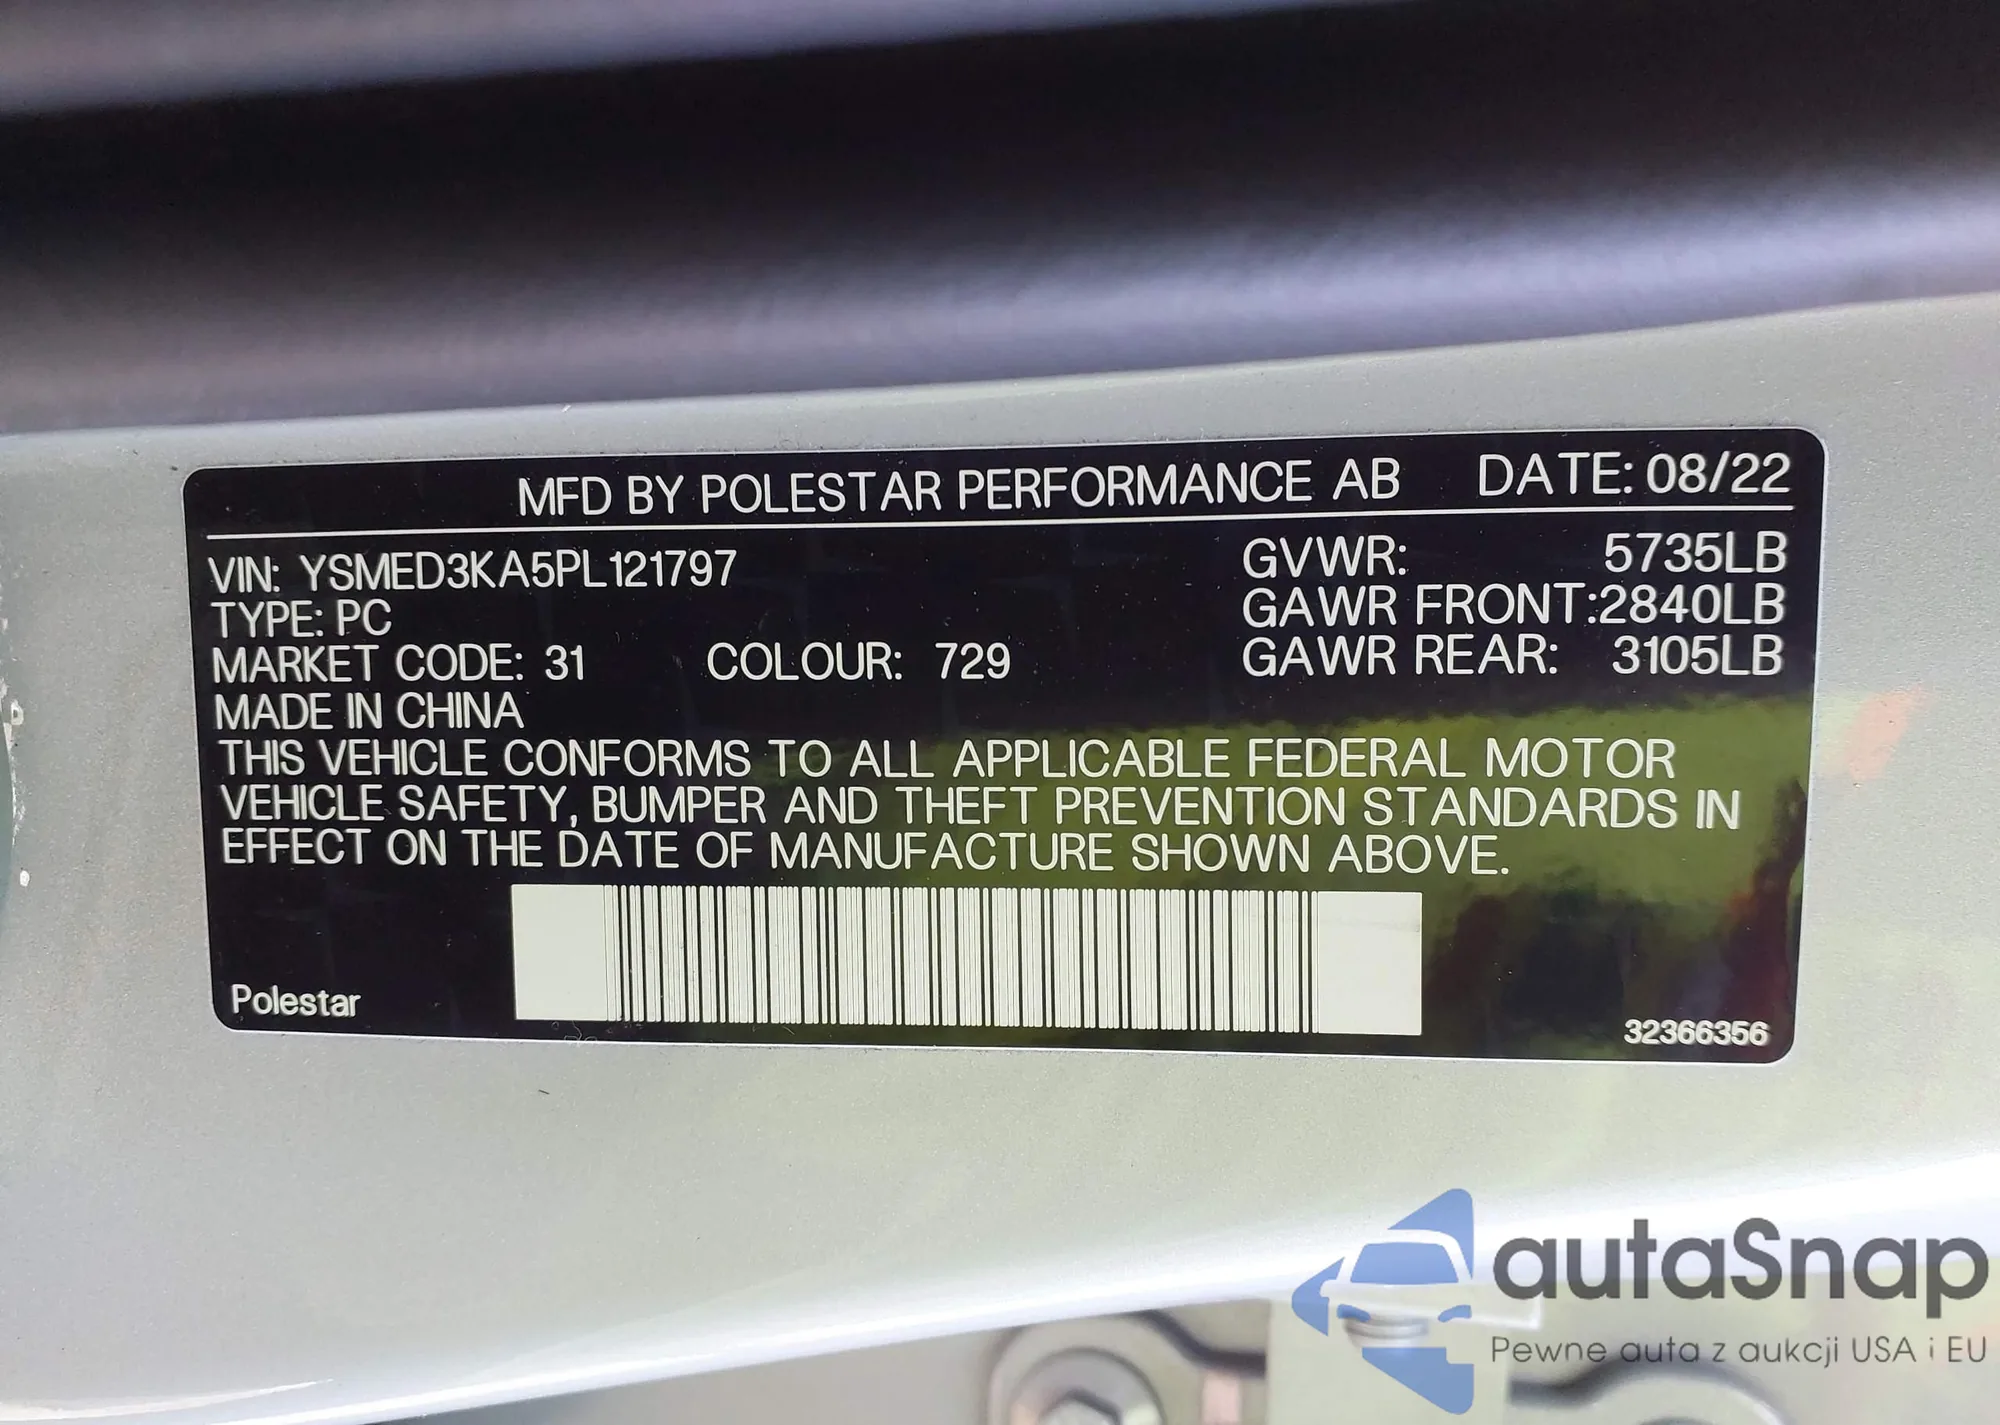 MFD BY POLESTAR PERFORMANCE AB DATE: 08/22
VIN: YSMED3KA5PL121797 GVWR: 5735LB
TYPE: PC GAWR FRONT:2840LB
MARKET CODE: 31 COLOUR: 729 GAWR REAR: 3105LB
MADE IN CHINA
THIS VEHICLE CONFORMS TO ALL APPLICABLE FEDERAL MOTOR
VEHICLE SAFETY, BUMPER AND THEFT PREVENTION STANDARDS IN
EFFECT ON THE DATE OF MANUFACTURE SHOWN ABOVE.
Polestar
32366356
autaSnap
Pewne auta z aukcji USA i EU